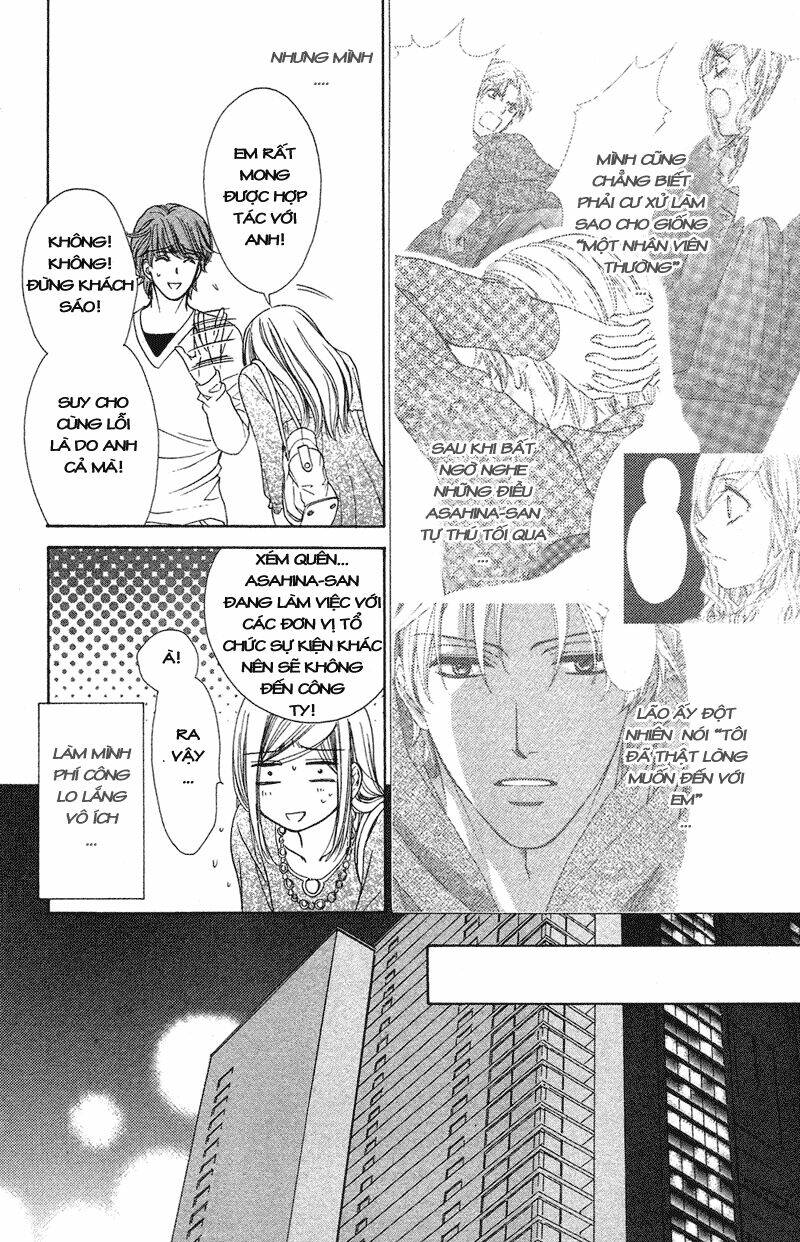 MÌNH CŨNG
CHẲNG BIẾT
PHẢI CƯ XỬ LÀM
SAO CHO GIỐNG
"MỘT NHÂN VIÊN
THƯỜNG"
...
SAU KHI BẤT
NGỜ NGHE
NHỮNG ĐIỀU
ASAHINA-SAN
TỰ THÚ TỐI QUA
...
LÃO ẤY ĐỘT
NHIÊN NÓI "TÔI
ĐÃ THẬT LÒNG
MUỐN ĐẾN VỚI
EM"
...
NHƯNG MÌNH
....
EM RẤT
MONG
ĐƯỢC HỢP
TÁC VỚI
ANH!
KHÔNG!
KHÔNG!
ĐỪNG KHÁCH
SÁO!
SUY CHO
CÙNG LỖI
LÀ DO ANH
CẢ MÀ!
XÉM QUÊN...
ASAHINA-SAN
ĐANG LÀM VIỆC VỚI
CÁC ĐƠN VỊ TỔ
CHỨC SỰ KIỆN KHÁC
NÊN SẼ KHÔNG
ĐẾN CÔNG
TY!
À!
RA
VẬY
...
LÀM MÌNH
PHÍ CÔNG
LO LẮNG
VÔ ÍCH
...